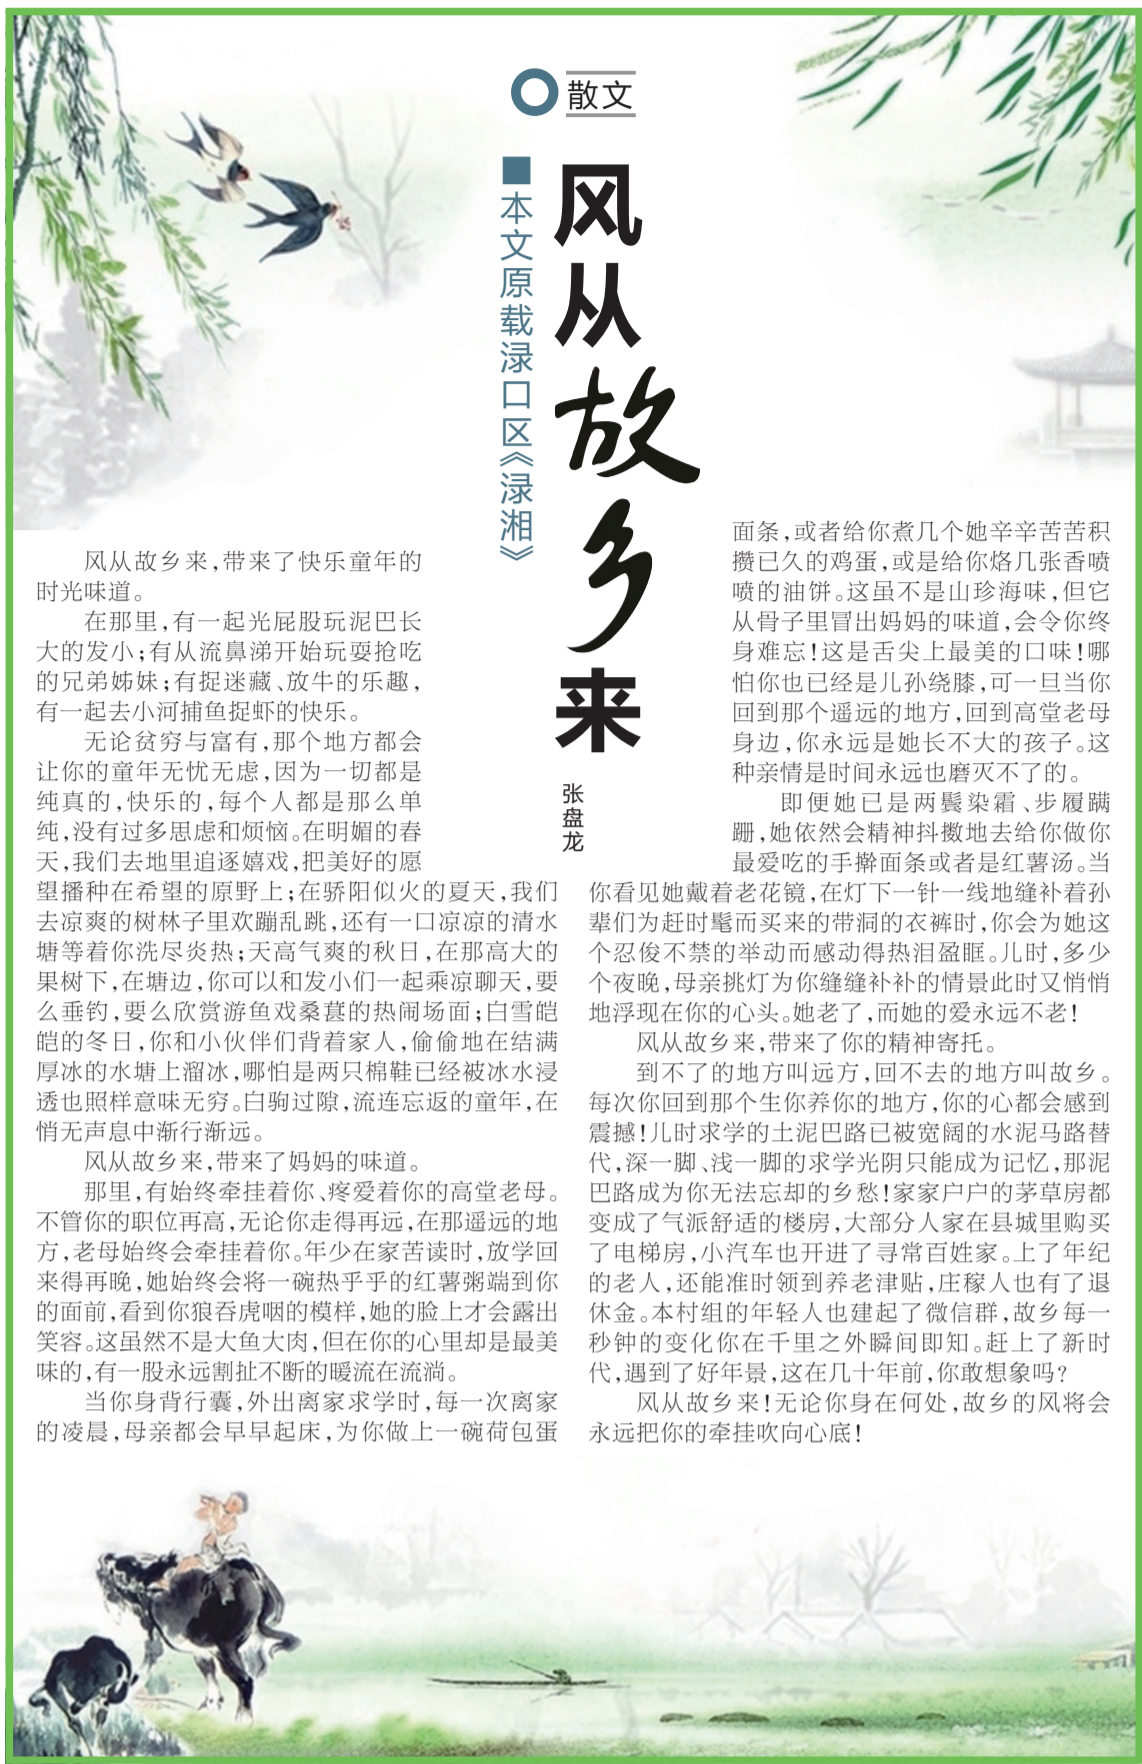 散文
风从故乡来
■本文原载渌口区《渌湘》
张盘龙
风从故乡来，带来了快乐童年的
时光味道。
在那里，有一起光屁股玩泥巴长
大的发小；有从流鼻涕开始玩耍抢吃
的兄弟姊妹；有捉迷藏、放牛的乐趣，
有一起去小河捕鱼捉虾的快乐。
无论贫穷与富有，那个地方都会
让你的童年无忧无虑，因为一切都是
纯真的，快乐的，每个人都是那么单
纯，没有过多思虑和烦恼。在明媚的春
天，我们去地里追逐嬉戏，把美好的愿
望播种在希望的原野上；在骄阳似火的夏天，我们
去凉爽的树林子里欢蹦乱跳，还有一口凉凉的清水
塘等着你洗尽炎热；天高气爽的秋日，在那高大的
果树下，在塘边，你可以和发小们一起乘凉聊天，要
么垂钓，要么欣赏游鱼戏桑葚的热闹场面；白雪皑
皑的冬日，你和小伙伴们背着家人，偷偷地在结满
厚冰的水塘上溜冰，哪怕是两只棉鞋已经被冰水浸
透也照样意味无穷。白驹过隙，流连忘返的童年，在
悄无声息中渐行渐远。
风从故乡来，带来了妈妈的味道。
那里，有始终牵挂着你、疼爱着你的高堂老母。
不管你的职位再高，无论你走得再远，在那遥远的地
方，老母始终会牵挂着你。年少在家苦读时，放学回
来得再晚，她始终会将一碗热乎乎的红薯粥端到你
的面前，看到你狼吞虎咽的模样，她的脸上才会露出
笑容。这虽然不是大鱼大肉，但在你的心里却是最美
味的，有一股永远割扯不断的暖流在流淌。
当你身背行囊，外出离家求学时，每一次离家
的凌晨，母亲都会早早起床，为你做上一碗荷包蛋
面条，或者给你煮几个她辛辛苦苦积
攒已久的鸡蛋，或是给你烙几张香喷
喷的油饼。这虽不是山珍海味，但它
从骨子里冒出妈妈的味道，会令你终
身难忘！这是舌尖上最美的口味！哪
怕你也已经是儿孙绕膝，可一旦当你
回到那个遥远的地方，回到高堂老母
身边，你永远是她长不大的孩子。这
种亲情是时间永远也磨灭不了的。
即便她已是两鬓染霜、步履蹒
跚，她依然会精神抖擞地去给你做你
最爱吃的手擀面条或者是红薯汤。当
你看见她戴着老花镜，在灯下一针一线地缝补着孙
辈们为赶时髦而买来的带洞的衣裤时，你会为她这
个忍俊不禁的举动而感动得热泪盈眶。儿时，多少
个夜晚，母亲挑灯为你缝缝补补的情景此时又悄悄
地浮现在你的心头。她老了，而她的爱永远不老！
风从故乡来，带来了你的精神寄托。
到不了的地方叫远方，回不去的地方叫故乡。
每次你回到那个生你养你的地方，你的心都会感到
震撼！儿时求学的土泥巴路已被宽阔的水泥马路替
代，深一脚、浅一脚的求学光阴只能成为记忆，那泥
巴路成为你无法忘却的乡愁！家家户户的茅草房都
变成了气派舒适的楼房，大部分人家在县城里购买
了电梯房，小汽车也开进了寻常百姓家。上了年纪
的老人，还能准时领到养老津贴，庄稼人也有了退
休金。本村组的年轻人也建起了微信群，故乡每一
秒钟的变化你在千里之外瞬间即知。赶上了新时
代，遇到了好年景，这在几十年前，你敢想象吗？
风从故乡来！无论你身在何处，故乡的风将会
永远把你的牵挂吹向心底！